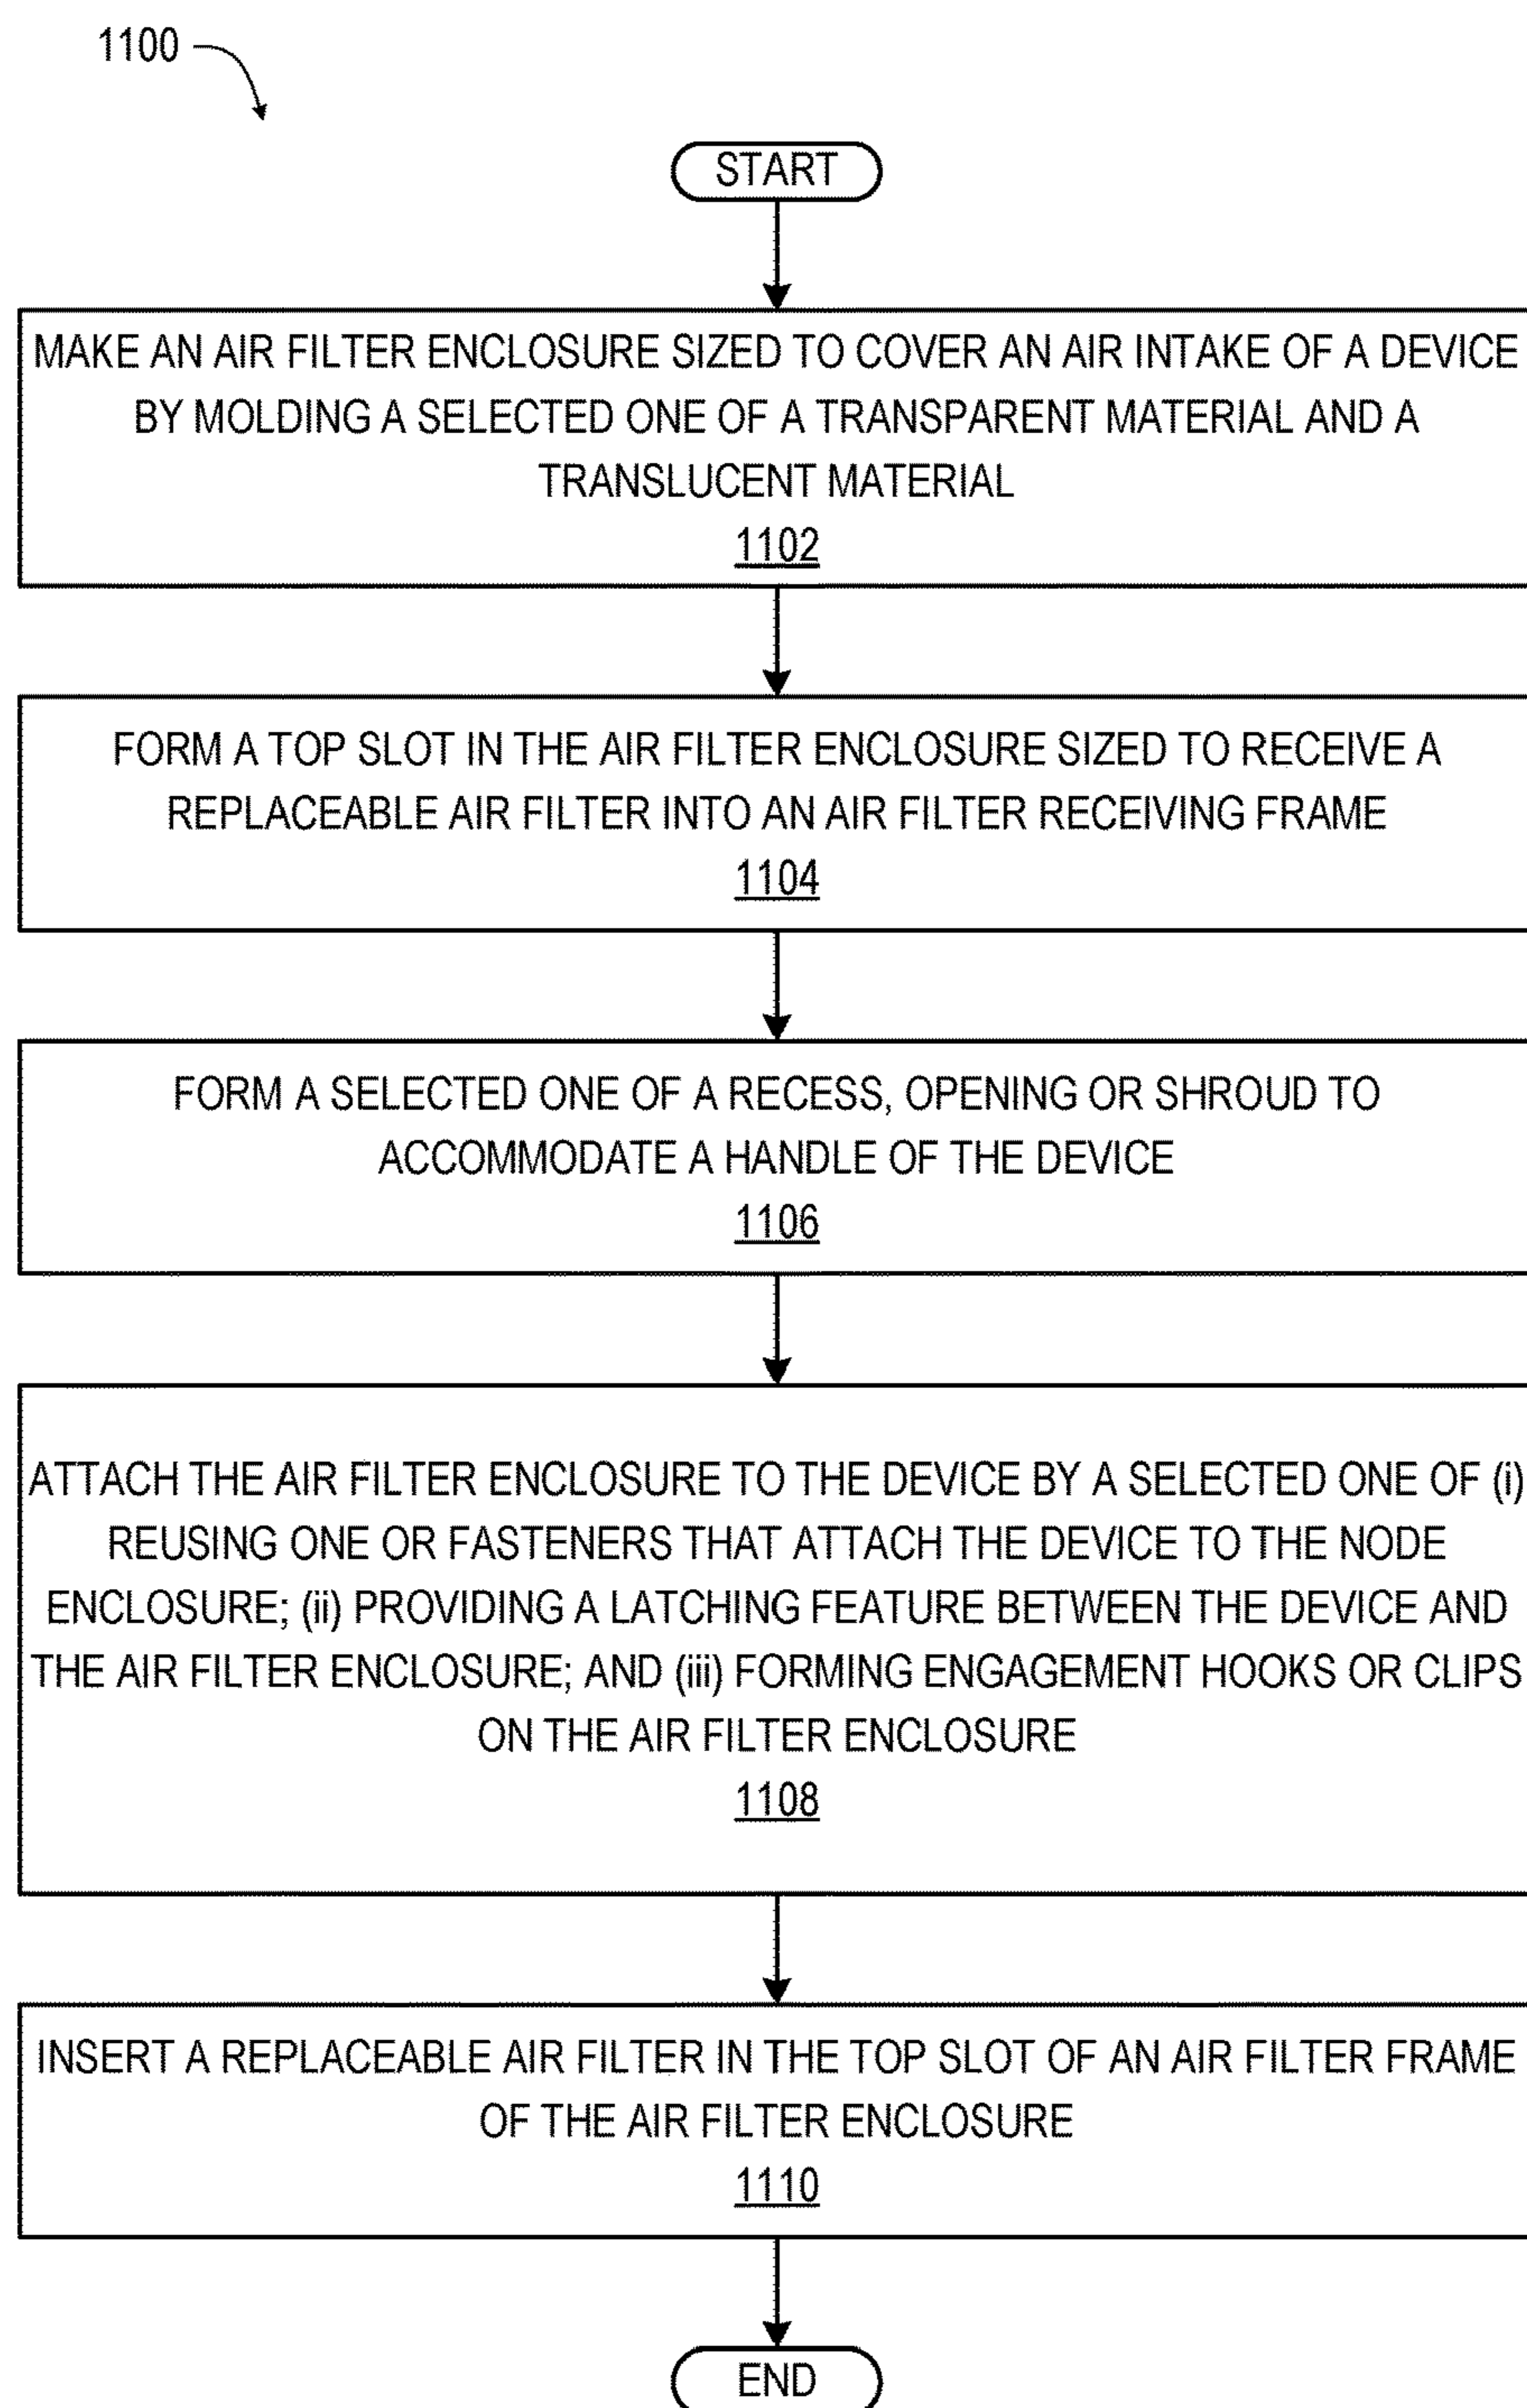 1100
START
MAKE AN AIR FILTER ENCLOSURE SIZED TO COVER AN AIR INTAKE OF A DEVICE
BY MOLDING A SELECTED ONE OF A TRANSPARENT MATERIAL AND A
TRANSLUCENT MATERIAL
1102
FORM A TOP SLOT IN THE AIR FILTER ENCLOSURE SIZED TO RECEIVE A
REPLACEABLE AIR FILTER INTO AN AIR FILTER RECEIVING FRAME
1104
FORM A SELECTED ONE OF A RECESS, OPENING OR SHROUD TO
ACCOMMODATE A HANDLE OF THE DEVICE
1106
ATTACH THE AIR FILTER ENCLOSURE TO THE DEVICE BY A SELECTED ONE OF (i)
REUSING ONE OR FASTENERS THAT ATTACH THE DEVICE TO THE NODE
ENCLOSURE; (ii) PROVIDING A LATCHING FEATURE BETWEEN THE DEVICE AND
THE AIR FILTER ENCLOSURE; AND (iii) FORMING ENGAGEMENT HOOKS OR CLIPS
ON THE AIR FILTER ENCLOSURE
1108
INSERT A REPLACEABLE AIR FILTER IN THE TOP SLOT OF AN AIR FILTER FRAME
OF THE AIR FILTER ENCLOSURE
1110
END